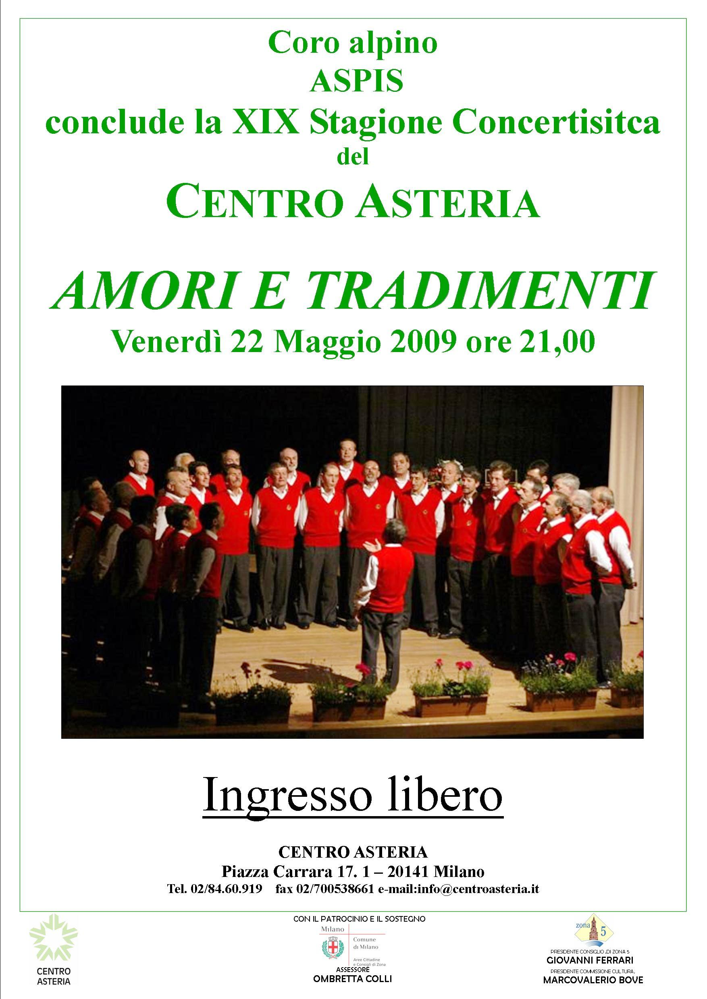 Coro alpino
ASPIS
conclude la XIX Stagione Concertisitca
del
CENTRO ASTERIA
AMORI E TRADIMENTI
Venerdì 22 Maggio 2009 ore 21,00
Ingresso libero
CENTRO ASTERIA
Piazza Carrara 17. 1 – 20141 Milano
Tel. 02/84.60.919 fax 02/700538661 e-mail:info@centroasteria.it
CENTRO
ASTERIA
CON IL PATROCINIO E IL SOSTEGNO
Milano
Comune
di Milano
Aree Cittadine
e Consigli di Zona
ASSESSORE
OMBRETTA COLLI
zona
5
PRESIDENTE CONSIGLIO .DI ZONA 5
GIOVANNI FERRARI
PRESIDENTE COMMISSIONE CULTURA,
MARCOVALERIO BOVE